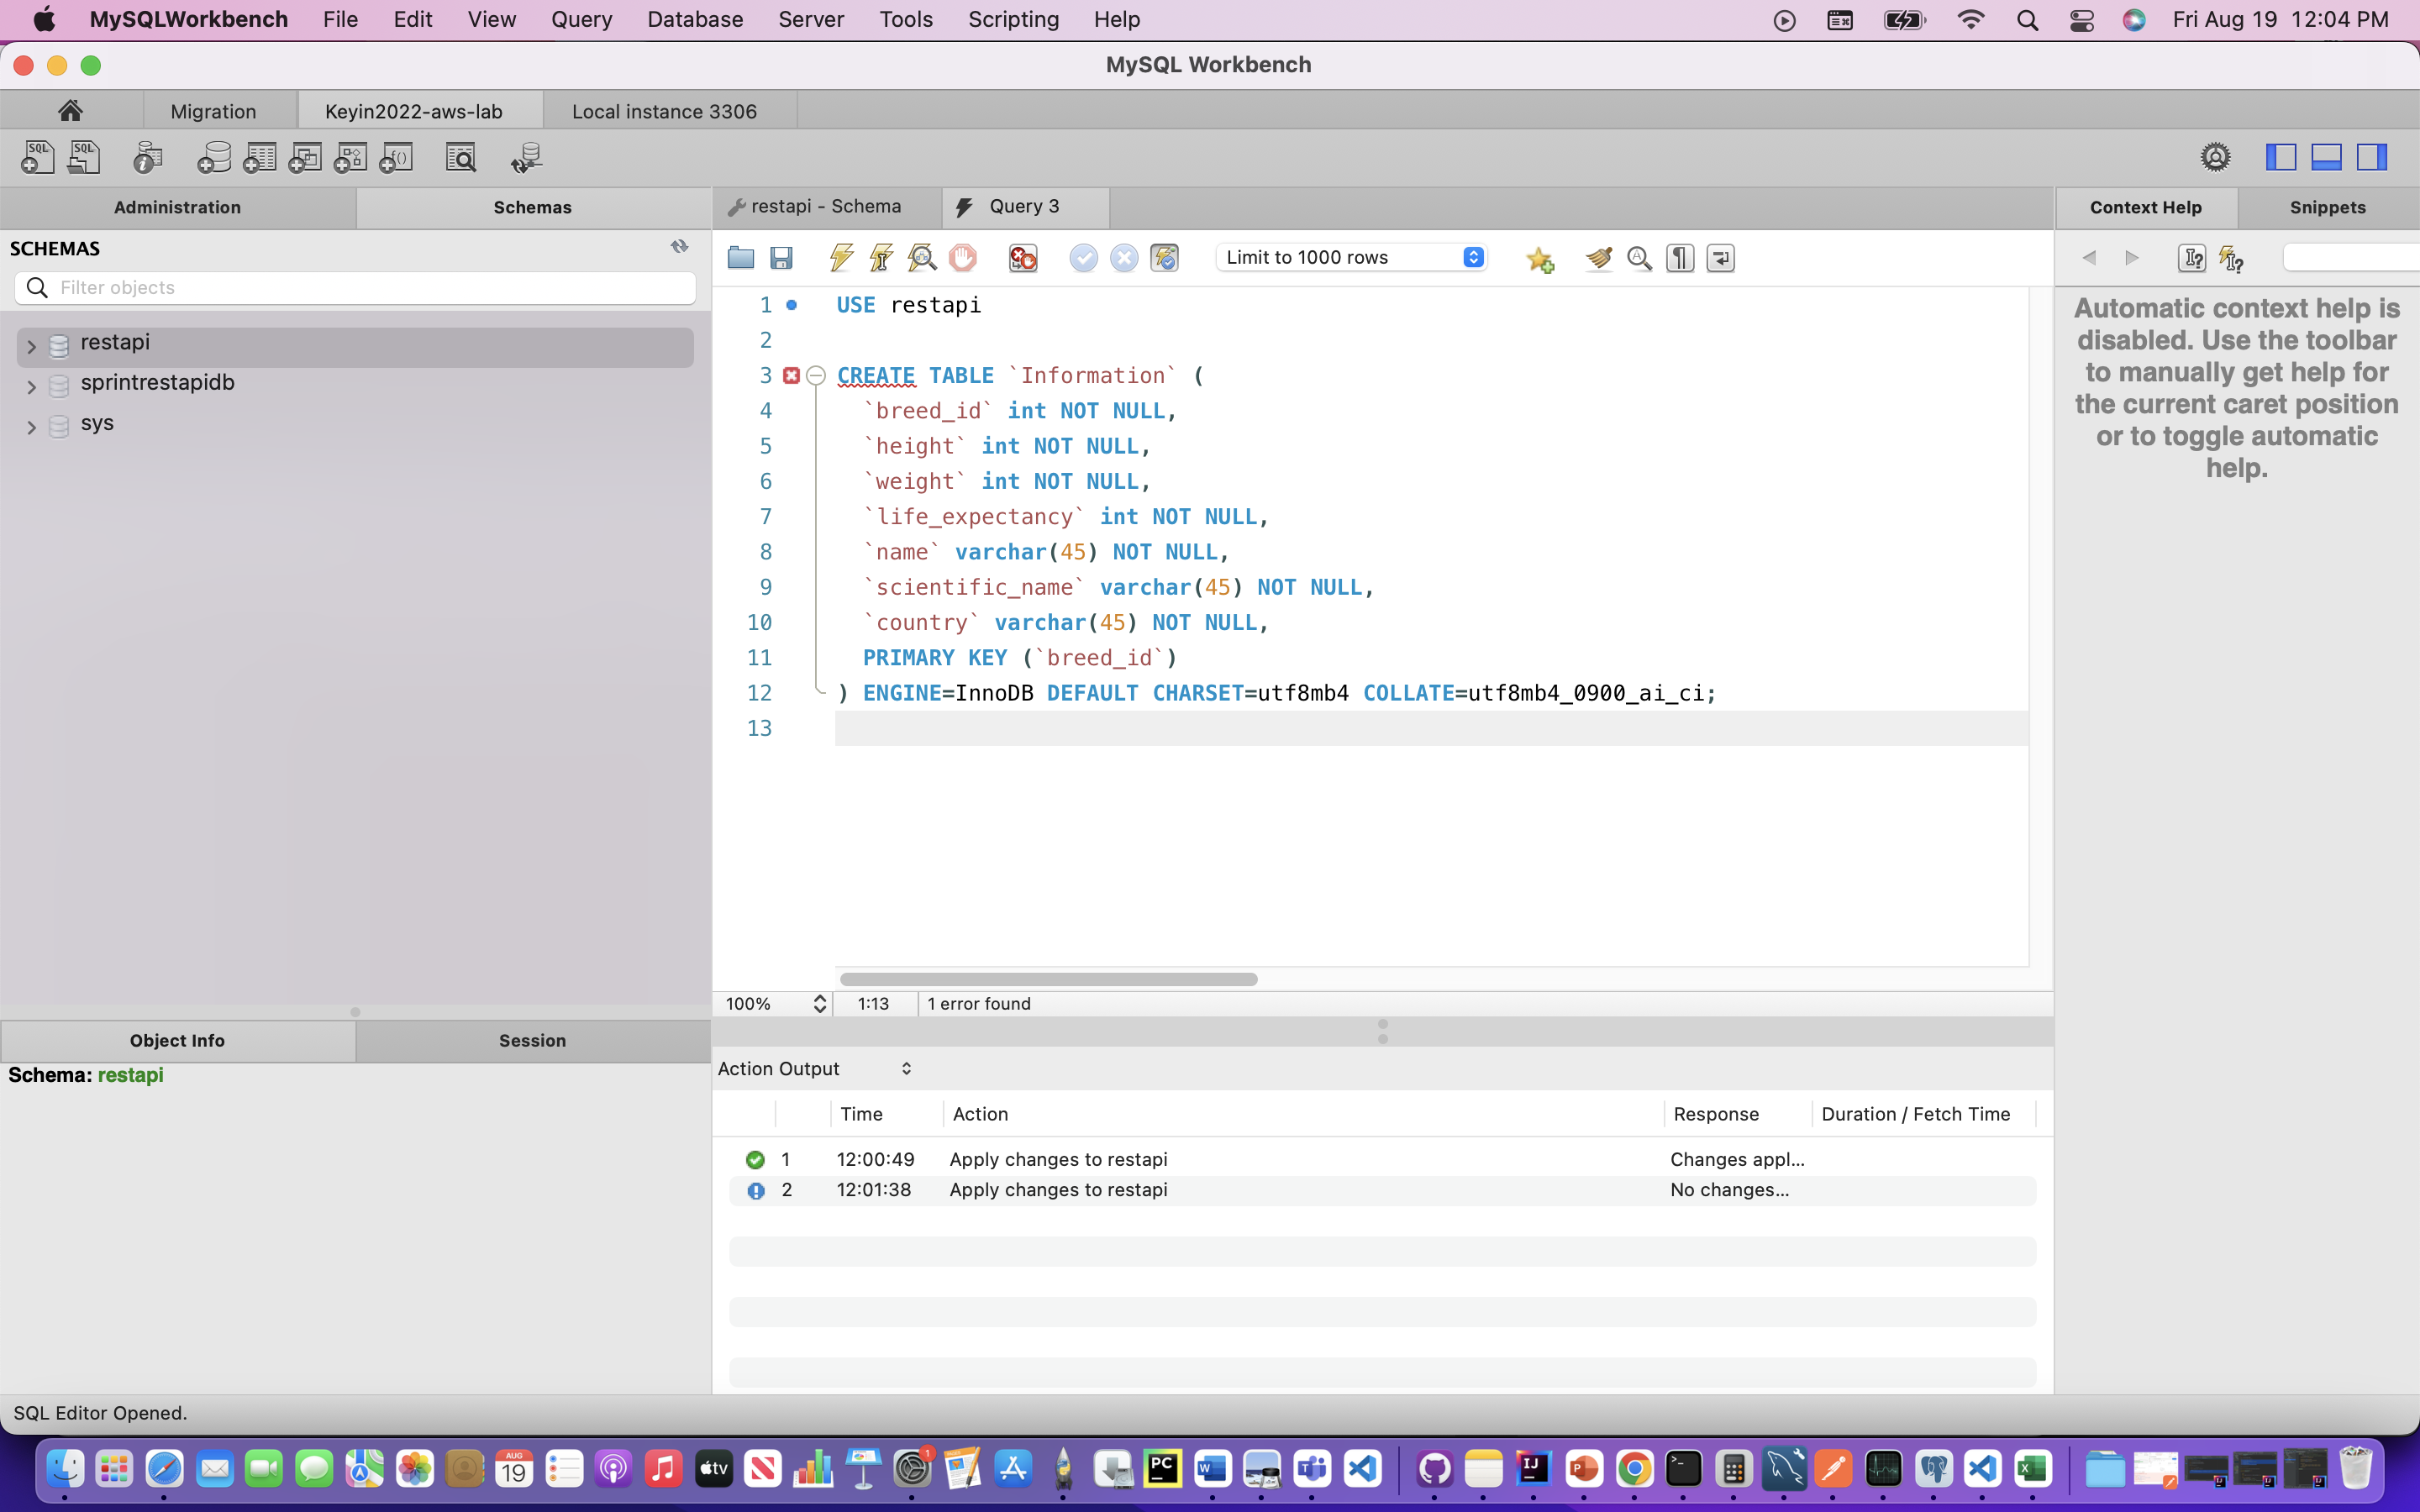 MySQLWorkbench File Edit View Query Database Server Tools Scripting Help Fri Aug 19 12:04 PM
MySQL Workbench
Migration Keyin2022-aws-lab Local instance 3306
SQL SQL
Administration Schemas
restapi - Schema Query 3
Context Help Snippets
SCHEMAS
Filter objects
Limit to 1000 rows
restapi
sprintrestapidb
sys
1 USE restapi
2
3 CREATE TABLE `Information` (
4 `breed_id` int NOT NULL,
5 `height` int NOT NULL,
6 `weight` int NOT NULL,
7 `life_expectancy` int NOT NULL,
8 `name` varchar(45) NOT NULL,
9 `scientific_name` varchar(45) NOT NULL,
10 `country` varchar(45) NOT NULL,
11 PRIMARY KEY (`breed_id`)
12 ) ENGINE=InnoDB DEFAULT CHARSET=utf8mb4 COLLATE=utf8mb4_0900_ai_ci;
13
Automatic context help is
disabled. Use the toolbar
to manually get help for
the current caret position
or to toggle automatic
help.
100% 1:13 1 error found
Object Info Session
Schema: restapi
Action Output
Time Action Response Duration / Fetch Time
1 12:00:49 Apply changes to restapi Changes appl...
2 12:01:38 Apply changes to restapi No changes...
SQL Editor Opened.
AUG
19
tv
1
PC
W
T
IJ
P
X